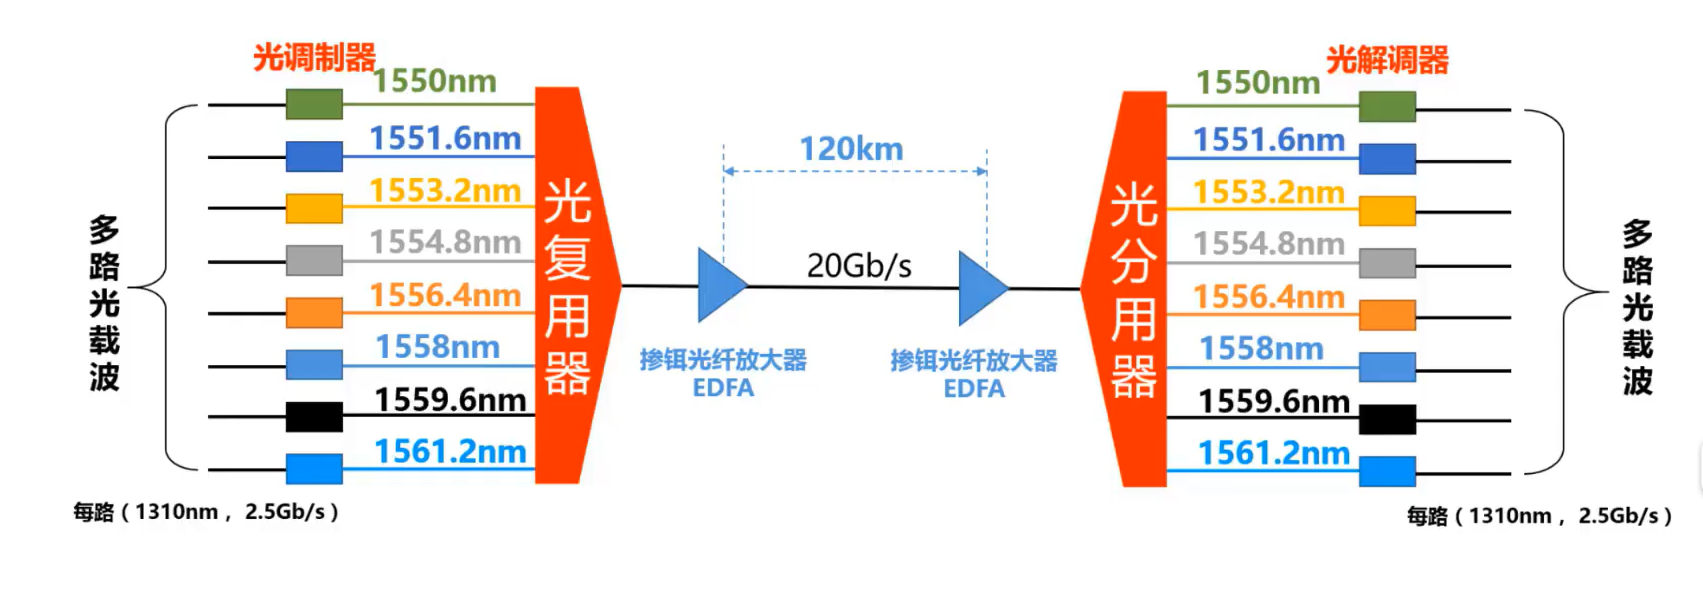 光调制器
1550nm
1551.6nm
1553.2nm
1554.8nm
1556.4nm
1558nm
1559.6nm
1561.2nm
多路光载波
每路（1310nm， 2.5Gb/s）
光复用器
120km
20Gb/s
掺铒光纤放大器
EDFA
掺铒光纤放大器
EDFA
光分用器
光解调器
1550nm
1551.6nm
1553.2nm
1554.8nm
1556.4nm
1558nm
1559.6nm
1561.2nm
多路光载波
每路（1310nm， 2.5Gb/s）